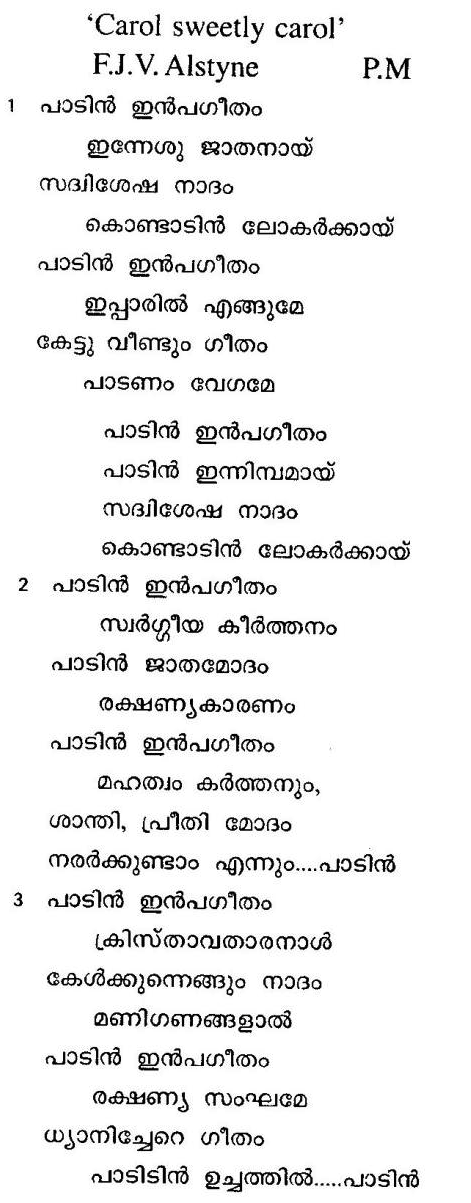 ‘Carol sweetly carol’
F.J.V. Alstyne P.M
1 പാടിൻ ഇൻപഗീതം
ഇന്നേശു ജാതനായ്
സദ്വിശേഷ നാദം
കൊണ്ടാടിൻ ലോകർക്കായ്
പാടിൻ ഇൻപഗീതം
ഇപ്പാരിൽ എങ്ങുമേ
കേട്ടു വീണ്ടും ഗീതം
പാടണം വേഗമേ
പാടിൻ ഇൻപഗീതം
പാടിൻ ഇന്നിമ്പമായ്
സദ്വിശേഷ നാദം
കൊണ്ടാടിൻ ലോകർക്കായ്
2 പാടിൻ ഇൻപഗീതം
സ്വർഗ്ഗീയ കീർത്തനം
പാടിൻ ജാതമോദം
രക്ഷണ്യകാരണം
പാടിൻ ഇൻപഗീതം
മഹത്വം കർത്തനും,
ശാന്തി, പ്രീതി മോദം
നരർക്കുണ്ടാം എന്നും....പാടിൻ
3 പാടിൻ ഇൻപഗീതം
ക്രിസ്താവതാരനാൾ
കേൾക്കുന്നെങ്ങും നാദം
മണിഗണങ്ങളാൽ
പാടിൻ ഇൻപഗീതം
രക്ഷണ്യ സംഘമേ
ധ്യാനിച്ചേറെ ഗീതം
പാടിടിൻ ഉച്ചത്തിൽ.....പാടിൻ